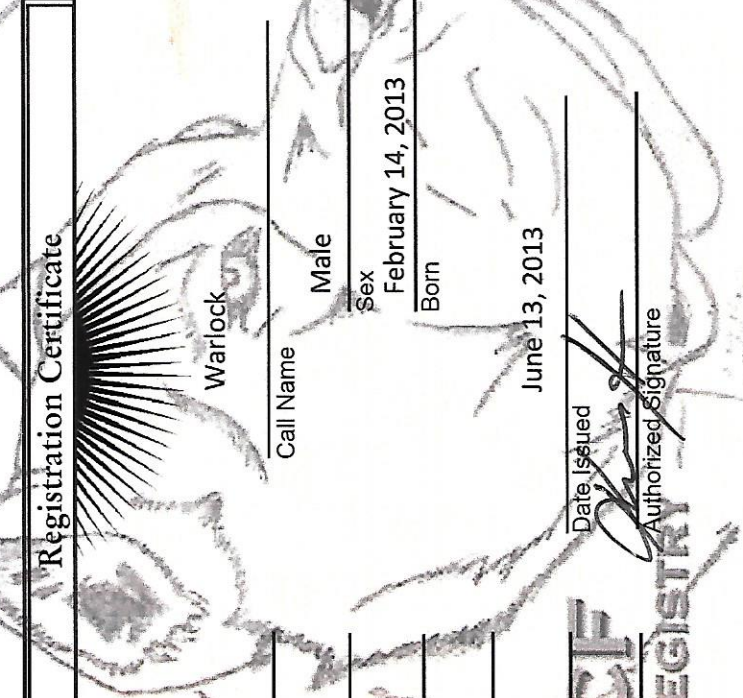 Registration Certificate
Warlock
Call Name
Male
Sex
February 14, 2013
Born
June 13, 2013
Date Issued
Authorized Signature